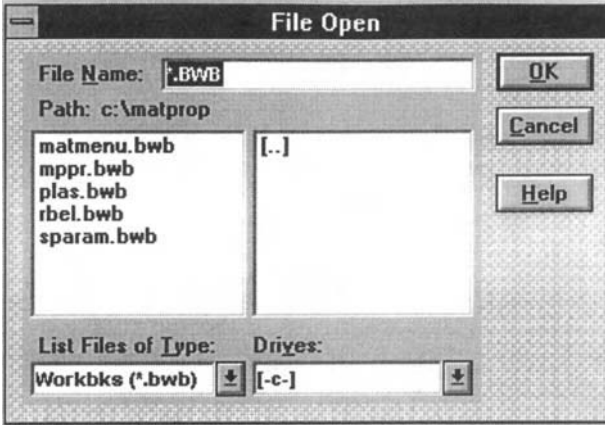 File Open
File Name: *.BWB
OK
Path: c:\matprop
Cancel
matmenu.bwb
mppr.bwb
plas.bwb
rbel.bwb
sparam.bwb
[..]
Help
List Files of Type:
Drives:
Workbks (*.bwb)
[-c-]